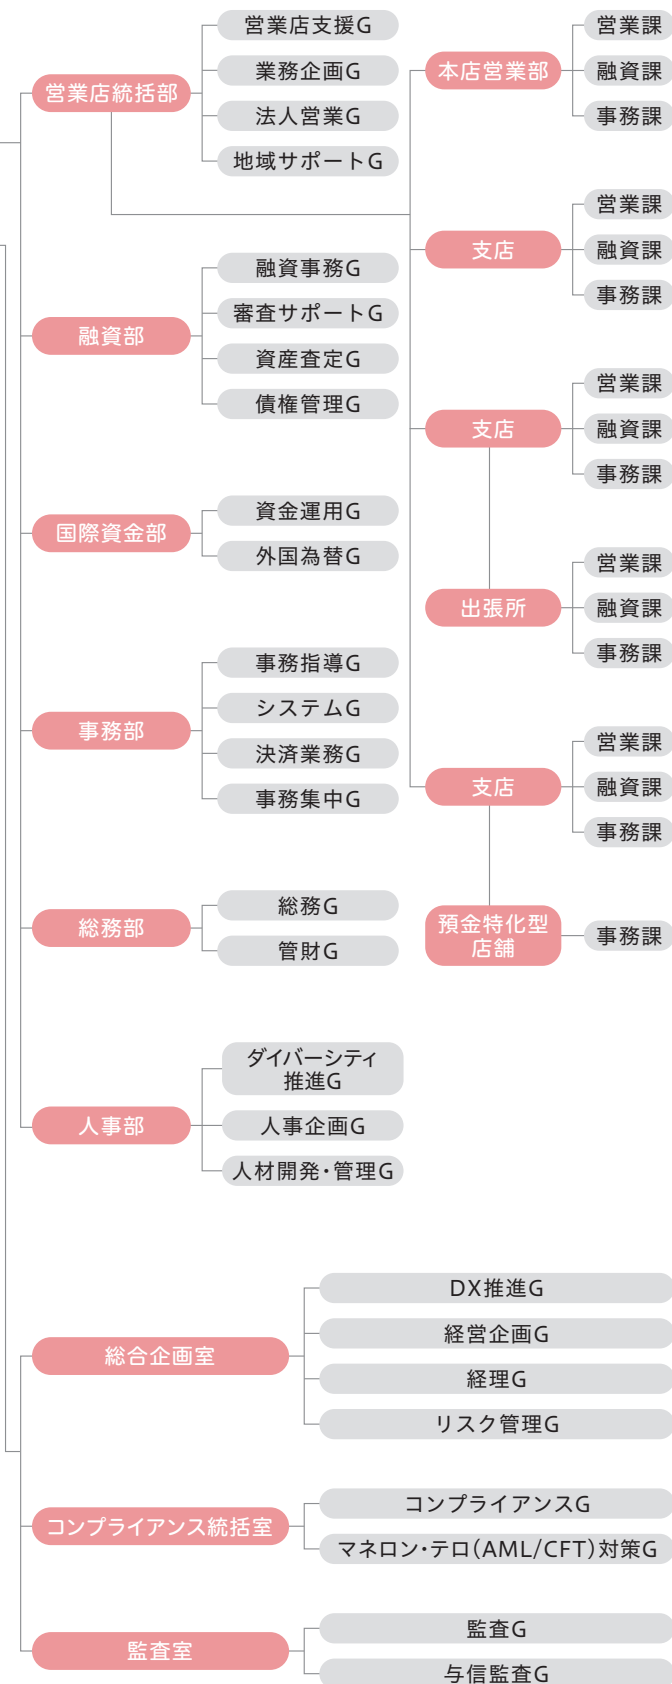 営業店統括部
営業店支援G
業務企画G
法人営業G
地域サポートG
本店営業部
営業課
融資課
事務課
支店
営業課
融資課
事務課
支店
営業課
融資課
事務課
出張所
営業課
融資課
事務課
支店
営業課
融資課
事務課
預金特化型
店舗
事務課
融資部
融資事務G
審査サポートG
資産査定G
債権管理G
国際資金部
資金運用G
外国為替G
事務部
事務指導G
システムG
決済業務G
事務集中G
総務部
総務G
管財G
人事部
ダイバーシティ
推進G
人事企画G
人材開発・管理G
総合企画室
DX推進G
経営企画G
経理G
リスク管理G
コンプライアンス統括室
コンプライアンスG
マネロン・テロ(AML/CFT)対策G
監査室
監査G
与信監査G